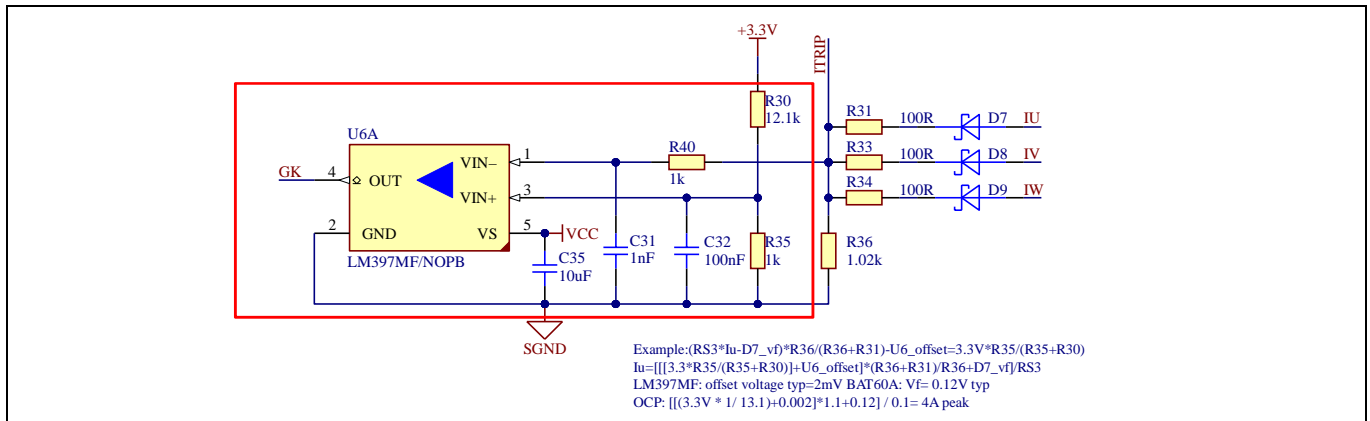 +3.3V
ITRIP
R30
12.1k
R31 100R D7 IU
U6A
R40
1k
R33 100R D8 IV
GK 4 OUT VIN− 1
R34 100R D9 IW
VIN+ 3
2 GND VS 5 VCC
LM397MF/NOPB
C35
10uF
C31
1nF
C32
100nF
R35
1k
R36
1.02k
SGND
Example:(RS3*Iu-D7_vf)*R36/(R36+R31)-U6_offset=3.3V*R35/(R35+R30)
Iu=[[[3.3*R35/(R35+R30)]+U6_offset]*(R36+R31)/R36+D7_vf]/RS3
LM397MF: offset voltage typ=2mV BAT60A: Vf= 0.12V typ
OCP: [[(3.3V * 1/ 13.1)+0.002]*1.1+0.12] / 0.1= 4A peak